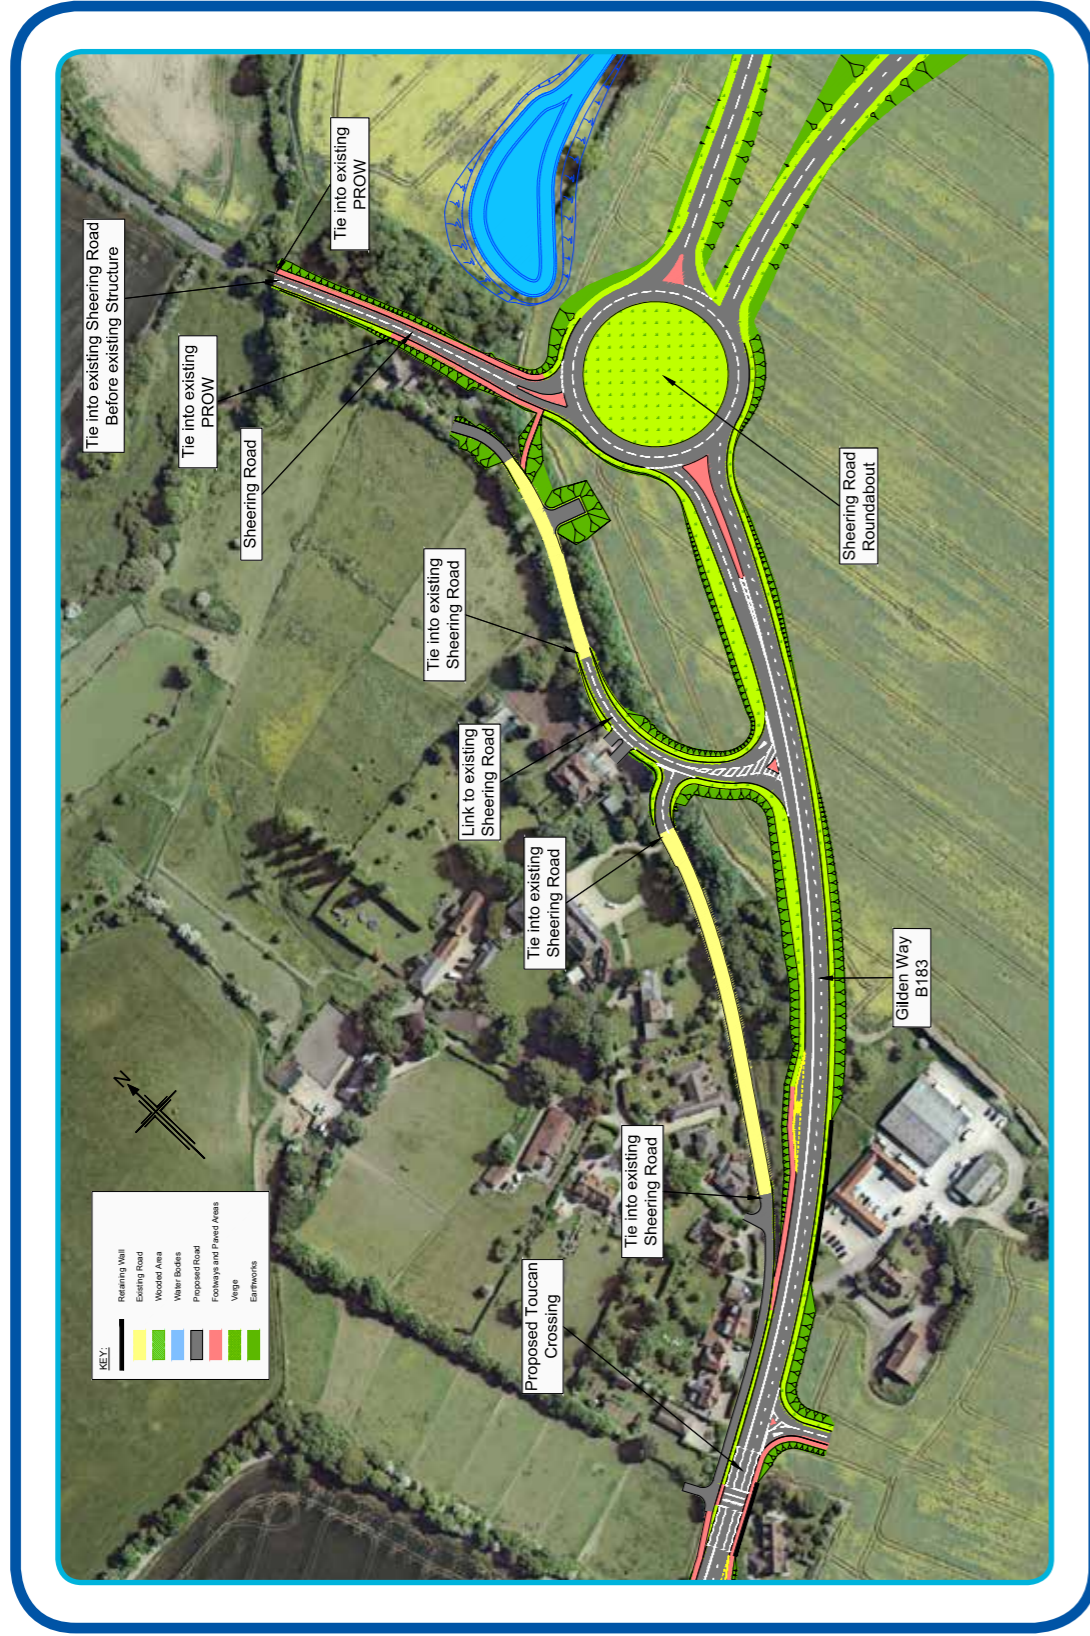 KEY:
Retaining Wall
Existing Road
Wooded Area
Water Bodies
Proposed Road
Footways and Paved Areas
Verge
Earthworks
N
Tie into existing Sheering Road
Before existing Structure
Tie into existing
PROW
Tie into existing
PROW
Sheering Road
Tie into existing
Sheering Road
Link to existing
Sheering Road
Tie into existing
Sheering Road
Tie into existing
Sheering Road
Proposed Toucan
Crossing
Sheering Road
Roundabout
Gilden Way
B183